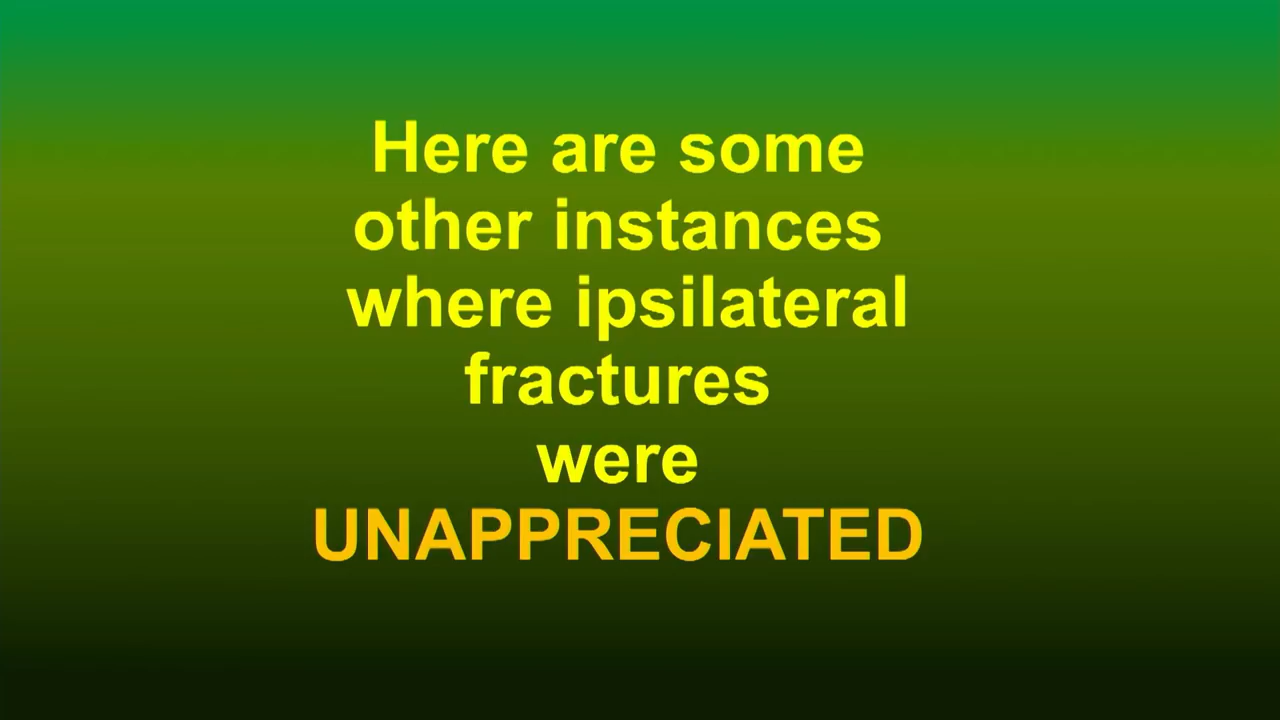 Here are some
other instances
where ipsilateral
fractures
were
UNAPPRECIATED